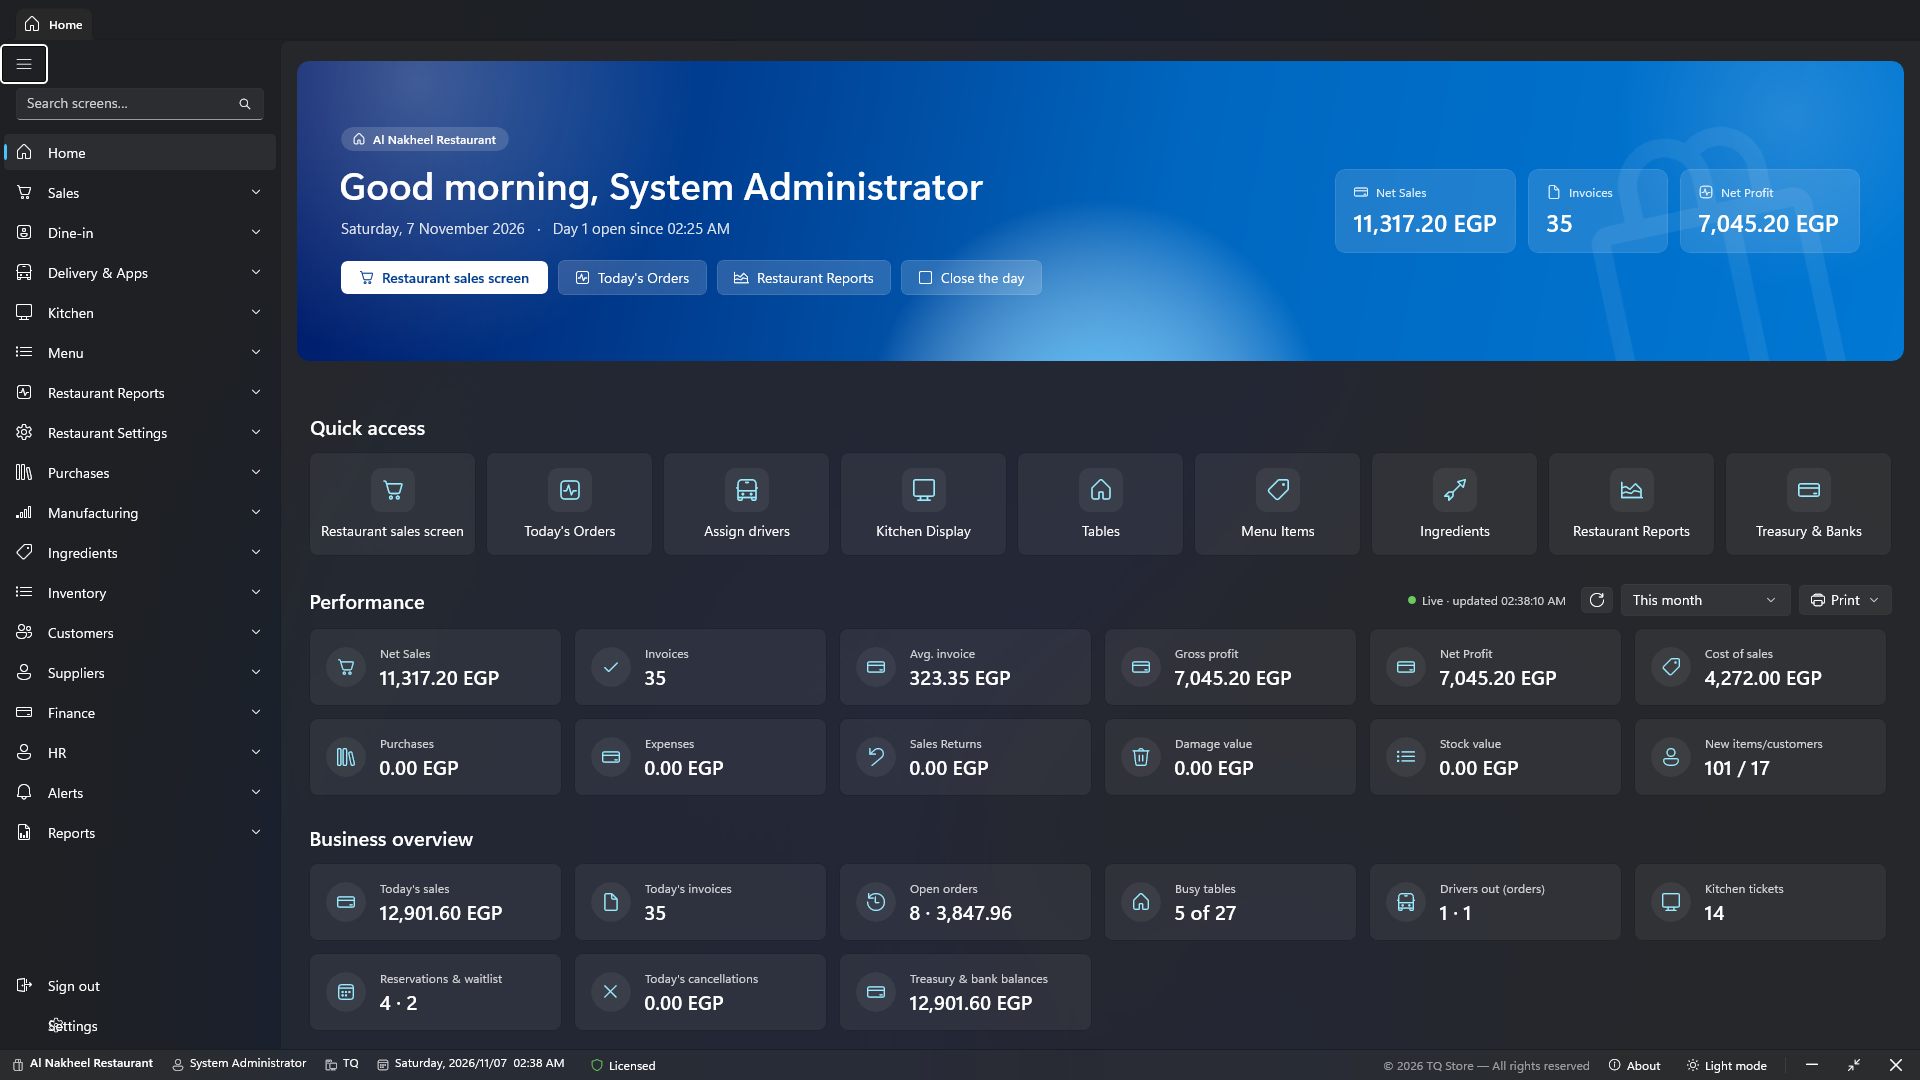 Home
Search screens...
Home
Sales
Dine-in
Delivery & Apps
Kitchen
Menu
Restaurant Reports
Restaurant Settings
Purchases
Manufacturing
Ingredients
Inventory
Customers
Suppliers
Finance
HR
Alerts
Reports
Sign out
Settings
Al Nakheel Restaurant
Good morning, System Administrator
Saturday, 7 November 2026 · Day 1 open since 02:25 AM
Restaurant sales screen
Today's Orders
Restaurant Reports
Close the day
Net Sales
11,317.20 EGP
Invoices
35
Net Profit
7,045.20 EGP
Quick access
Restaurant sales screen
Today's Orders
Assign drivers
Kitchen Display
Tables
Menu Items
Ingredients
Restaurant Reports
Treasury & Banks
Performance
Live · updated 02:38:10 AM
This month
Print
Net Sales
11,317.20 EGP
Invoices
35
Avg. invoice
323.35 EGP
Gross profit
7,045.20 EGP
Net Profit
7,045.20 EGP
Cost of sales
4,272.00 EGP
Purchases
0.00 EGP
Expenses
0.00 EGP
Sales Returns
0.00 EGP
Damage value
0.00 EGP
Stock value
0.00 EGP
New items/customers
101 / 17
Business overview
Today's sales
12,901.60 EGP
Today's invoices
35
Open orders
8 · 3,847.96
Busy tables
5 of 27
Drivers out (orders)
1 · 1
Kitchen tickets
14
Reservations & waitlist
4 · 2
Today's cancellations
0.00 EGP
Treasury & bank balances
12,901.60 EGP
Al Nakheel Restaurant
System Administrator
TQ
Saturday, 2026/11/07 02:38 AM
Licensed
© 2026 TQ Store — All rights reserved
About
Light mode